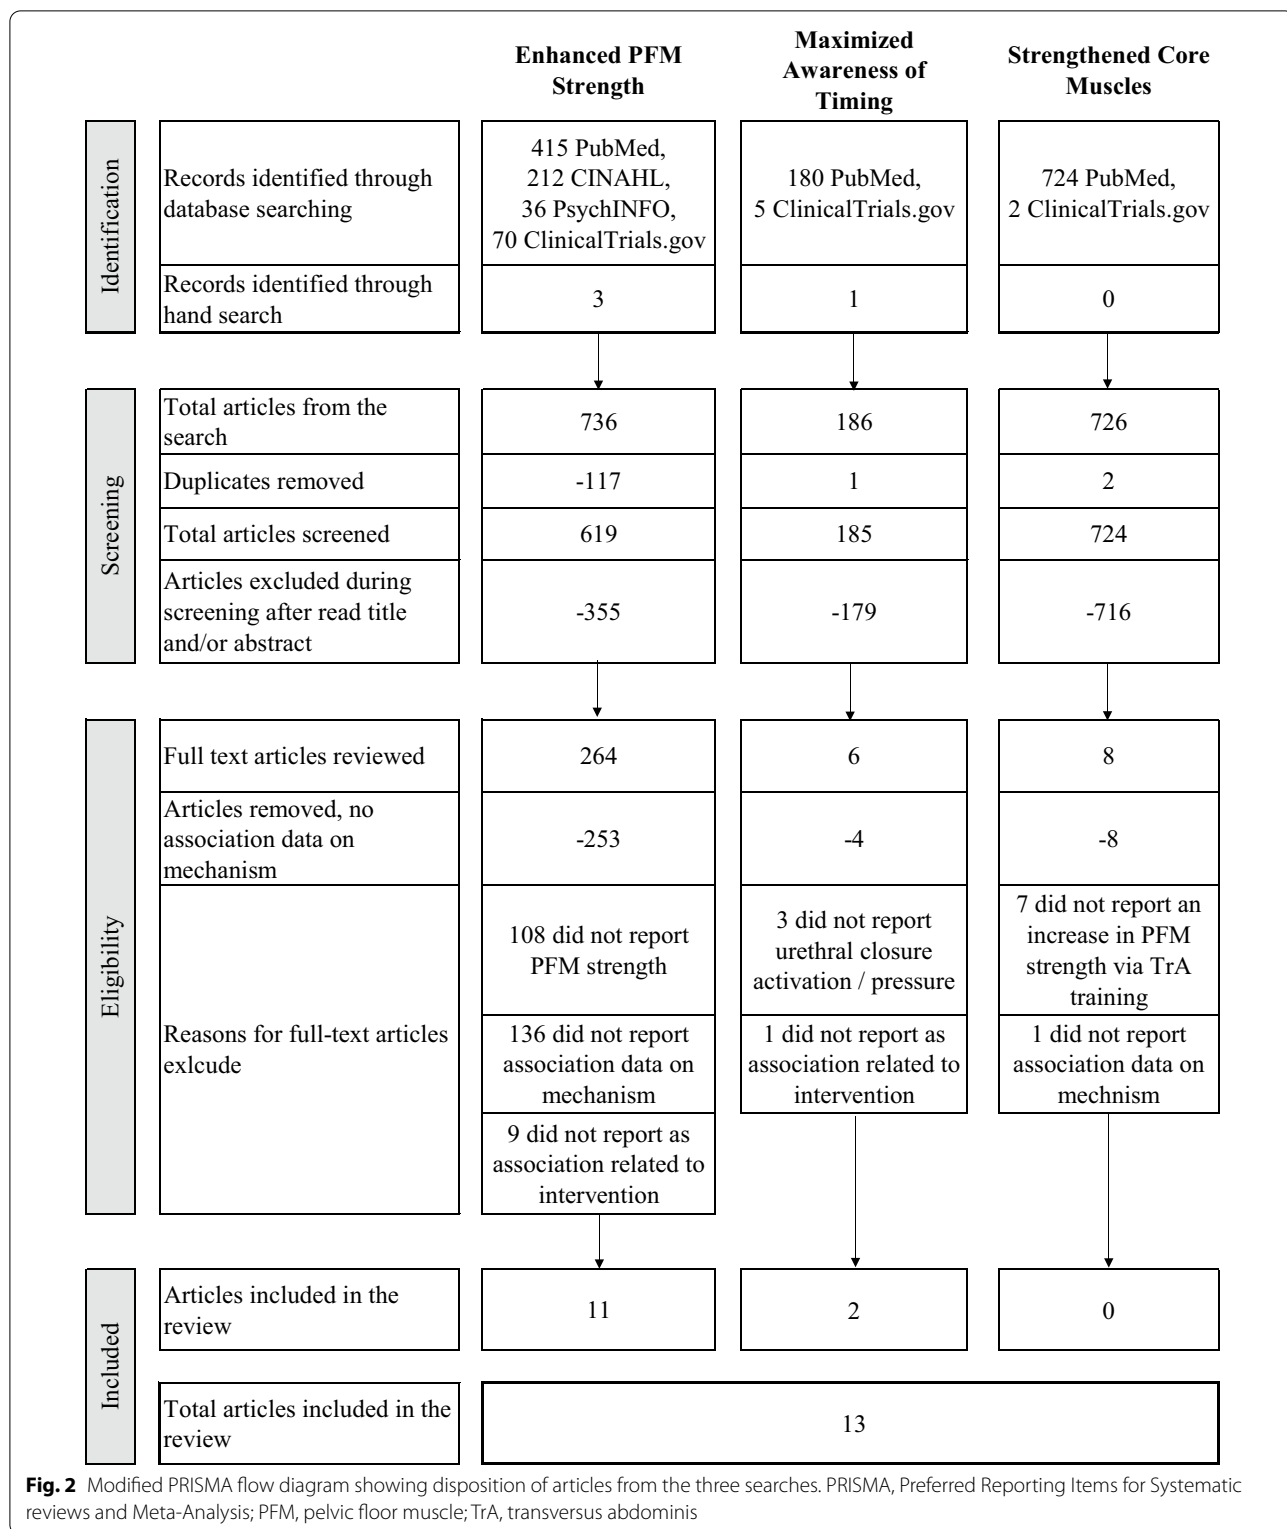 Enhanced PFM
Strength
Maximized
Awareness of
Timing
Strengthened Core
Muscles
Identification
Records identified through
database searching
415 PubMed,
212 CINAHL,
36 PsychINFO,
70 ClinicalTrials.gov
180 PubMed,
5 ClinicalTrials.gov
724 PubMed,
2 ClinicalTrials.gov
Records identified through
hand search
3
1
0
Screening
Total articles from the
search
736
186
726
Duplicates removed
-117
1
2
Total articles screened
619
185
724
Articles excluded during
screening after read title
and/or abstract
-355
-179
-716
Eligibility
Full text articles reviewed
264
6
8
Articles removed, no
association data on
mechanism
-253
-4
-8
Reasons for full-text articles
exlcude
108 did not report
PFM strength
3 did not report
urethral closure
activation / pressure
7 did not report an
increase in PFM
strength via TrA
training
136 did not report
association data on
mechanism
1 did not report as
association related to
intervention
1 did not report
association data on
mechnism
9 did not report as
association related to
intervention
Included
Articles included in the
review
11
2
0
Total articles included in the
review
13
Fig. 2 Modified PRISMA flow diagram showing disposition of articles from the three searches. PRISMA, Preferred Reporting Items for Systematic
reviews and Meta-Analysis; PFM, pelvic floor muscle; TrA, transversus abdominis